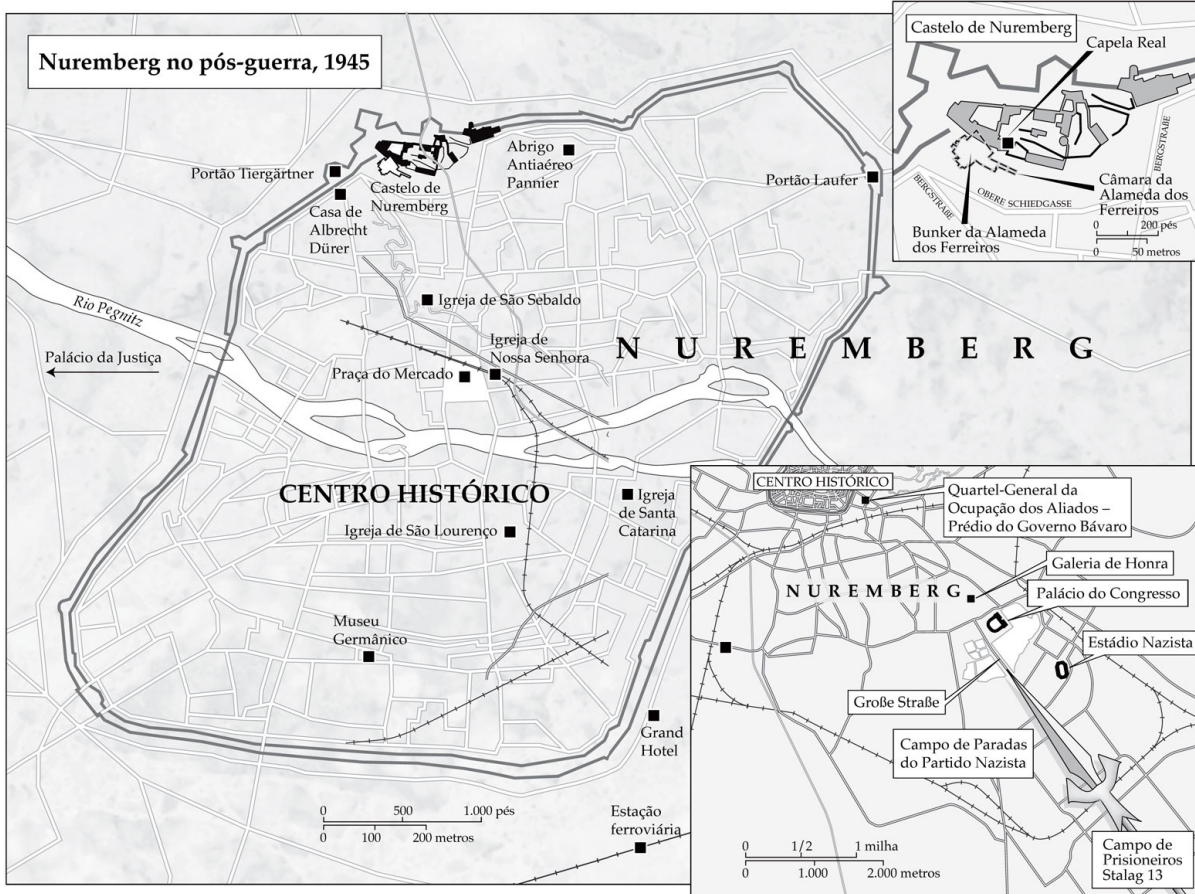 Nuremberg no pós-guerra, 1945
Portão Tiergärtner
Casa de
Albrecht
Dürer
Castelo de
Nuremberg
Abrigo
Antiaéreo
Pannier
Portão Laufer
Rio Pegnitz
Palácio da Justiça
Igreja de São Sebaldo
Igreja de
Nossa Senhora
Praça do Mercado
NUREMBERG
CENTRO HISTÓRICO
Igreja de São Lourenço
Igreja
de Santa
Catarina
Museu
Germânico
Grand
Hotel
Estação
ferroviária
0 500 1.000 pés
0 100 200 metros
Castelo de Nuremberg
Capela Real
BERGSTRAßE
BERGSTRAßE
OBERE SCHIEDGASSE
Câmara da
Alameda dos
Ferreiros
Bunker da Alameda
dos Ferreiros
0 200 pés
0 50 metros
CENTRO HISTÓRICO
Quartel-General da
Ocupação dos Aliados –
Prédio do Governo Bávaro
NUREMBERG
Galeria de Honra
Palácio do Congresso
Estádio Nazista
Große Straße
Campo de Paradas
do Partido Nazista
Campo de
Prisioneiros
Stalag 13
0 1/2 1 milha
0 1.000 2.000 metros